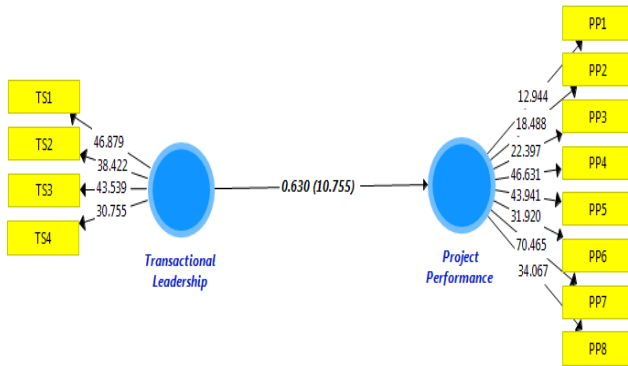 PP1
PP2
PP3
PP4
PP5
PP6
PP7
PP8
12.944
18.488
22.397
46.631
43.941
31.920
70.465
34.067
TS1
TS2
TS3
TS4
46.879
38.422
43.539
30.755
0.630 (10.755)
Transactional
Leadership
Project
Performance